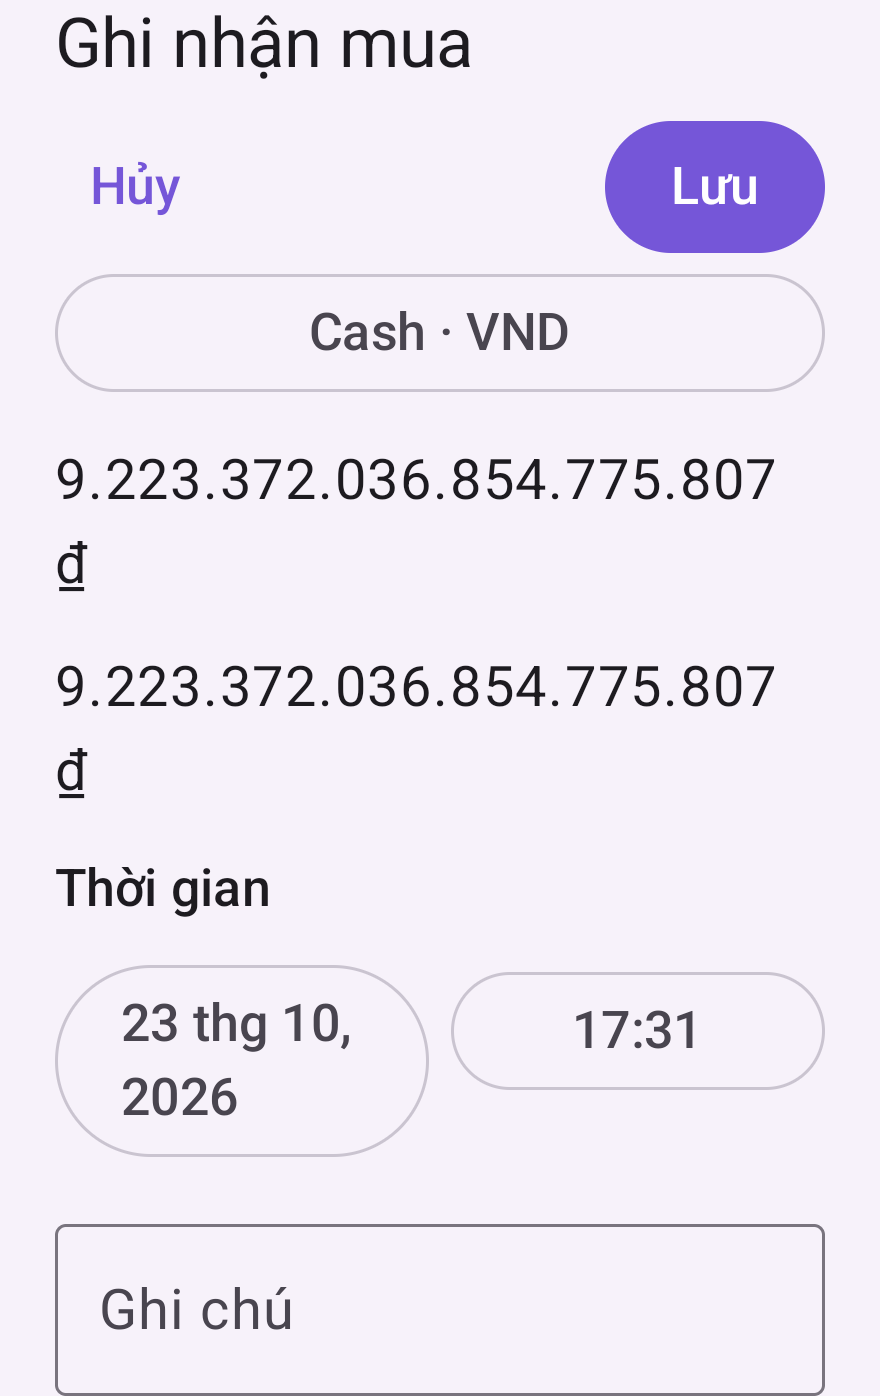 Ghi nhận mua
Hủy
Lưu
Cash · VND
9.223.372.036.854.775.807
₫
9.223.372.036.854.775.807
₫
Thời gian
23 thg 10,
2026
17:31
Ghi chú